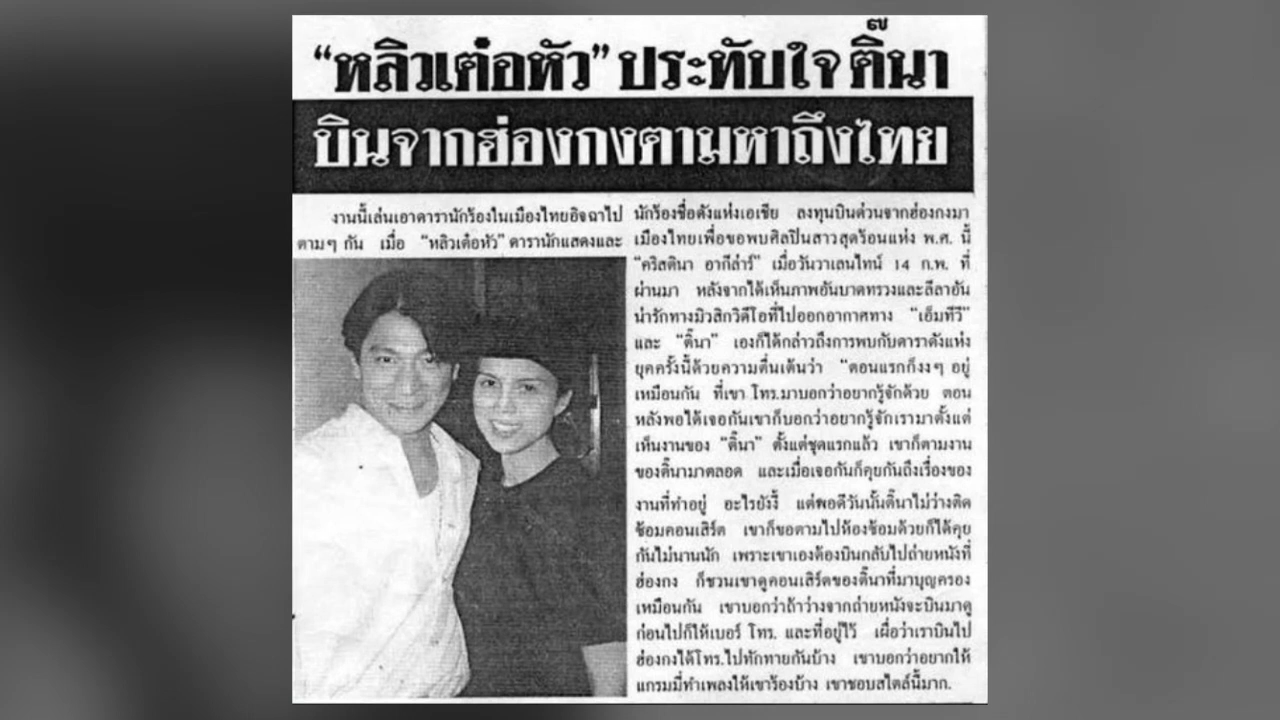 “หลิวเต๋อหัว” ประทับใจ ติ๊นา
บินจากฮ่องกงตามหาถึงไทย
งานนี้เล่นเอาดารานักร้องในเมืองไทยอิจฉาไป
ตามๆ กัน เมื่อ “หลิวเต๋อหัว” ดารานักแสดงและ
นักร้องชื่อดังแห่งเอเชีย ลงทุนบินด่วนจากฮ่องกงมา
เมืองไทยเพื่อขอพบศิลปินสาวสุดร้อนแห่ง พ.ศ. นี้
“คริสตินา อากีล่าร์” เมื่อวันวาเลนไทน์ 14 ก.พ. ที่
ผ่านมา หลังจากได้เห็นภาพอันบาดทรวงและลีลาอัน
น่ารักทางมิวสิกวิดีโอที่ไปออกอากาศทาง “เอ็มทีวี”
และ “ติ๊นา” เองก็ได้กล่าวถึงการพบกับดาราดังแห่ง
ยุคครั้งนี้ด้วยความตื่นเต้นว่า “ตอนแรกก็งงๆ อยู่
เหมือนกัน ที่เขา โทร.มาบอกว่าอยากรู้จักด้วย ตอน
หลังพอได้เจอกันเขาก็บอกว่าอยากรู้จักเรามาตั้งแต่
เห็นงานของ “ติ๊นา” ตั้งแต่ชุดแรกแล้ว เขาก็ตามงาน
ของติ๊นามาตลอด และเมื่อเจอกันก็คุยกันถึงเรื่องของ
งานที่ทำอยู่ อะไรยังงี้ แต่พอดีวันนั้นติ๊นาไม่ว่างติด
ซ้อมคอนเสิร์ต เขาก็ขอตามไปห้องซ้อมด้วยก็ได้คุย
กันไม่นานนัก เพราะเขาเองต้องบินกลับไปถ่ายหนังที่
ฮ่องกง ก็ชวนเขาดูคอนเสิร์ตของติ๊นาที่มาบุญครอง
เหมือนกัน เขาบอกว่าถ้าว่างจากถ่ายหนังจะบินมาดู
ก่อนไปก็ให้เบอร์ โทร. และที่อยู่ไว้ เผื่อว่าเราบินไป
ฮ่องกงได้โทร.ไปทักทายกันบ้าง เขาบอกว่าอยากให้
แกรมมี่ทำเพลงให้เขาร้องบ้าง เขาชอบสไตล์นี้มาก.